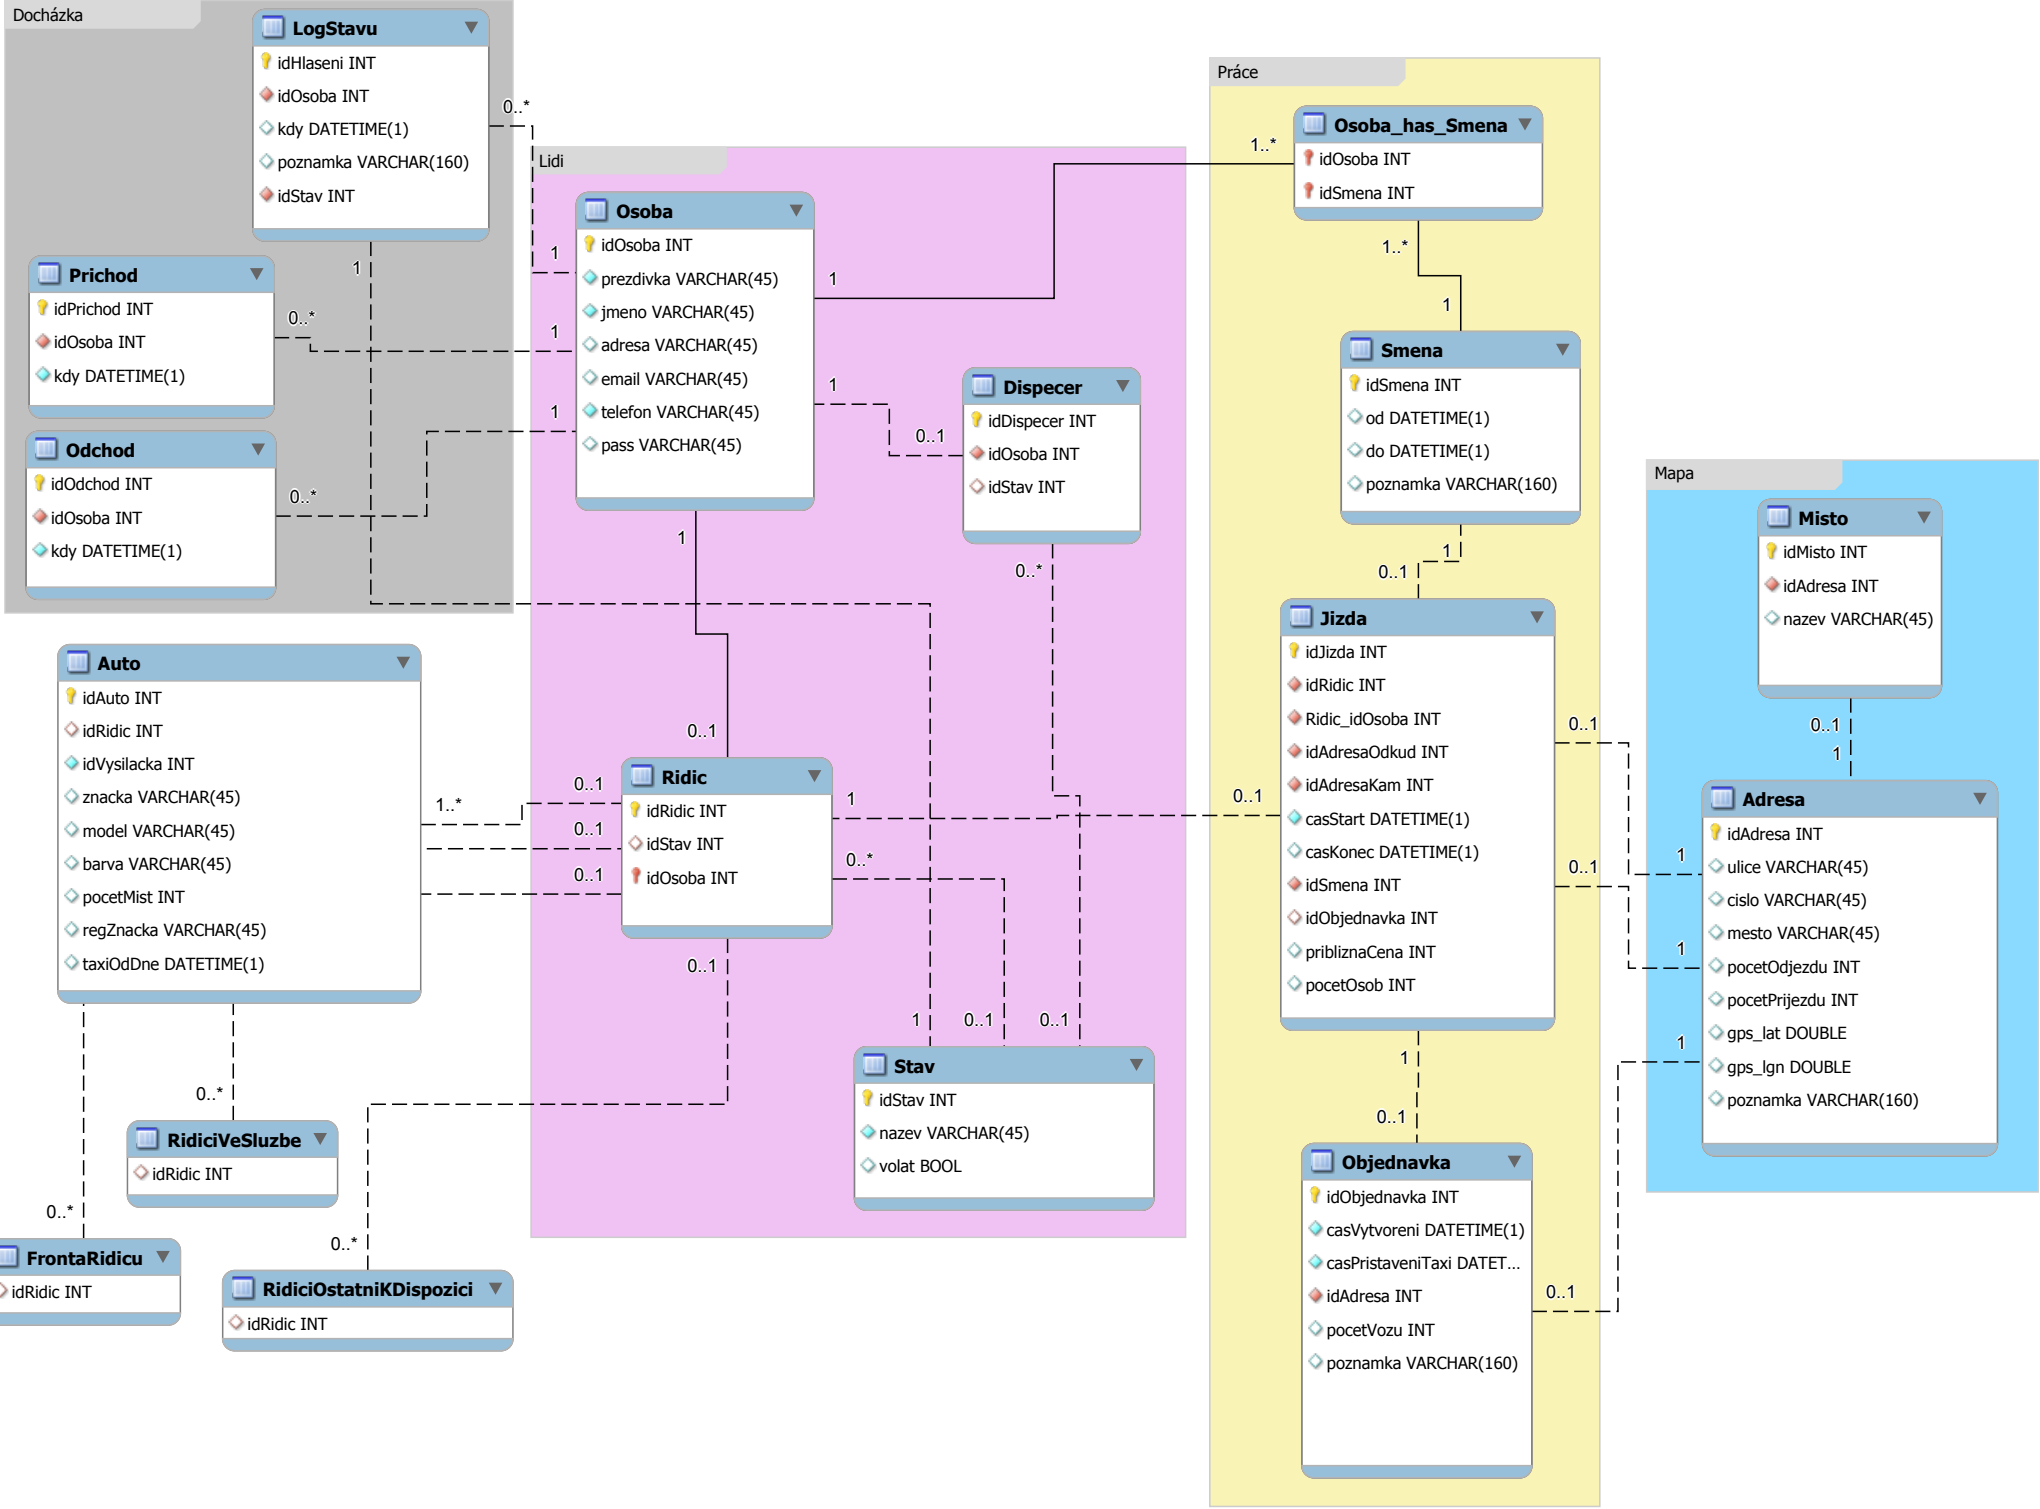 Docházka
LogStavu
idHlaseni INT
idOsoba INT
kdy DATETIME(1)
poznamka VARCHAR(160)
idStav INT
0..*
1
Prichod
idPrichod INT
idOsoba INT
kdy DATETIME(1)
0..*
Odchod
idOdchod INT
idOsoba INT
kdy DATETIME(1)
0..*
Lidi
Osoba
idOsoba INT
prezdivka VARCHAR(45)
jmeno VARCHAR(45)
adresa VARCHAR(45)
email VARCHAR(45)
telefon VARCHAR(45)
pass VARCHAR(45)
1
1
1
1
1
1
Dispecer
idDispecer INT
idOsoba INT
idStav INT
0..1
0..*
Auto
idAuto INT
idRidic INT
idVysilacka INT
znacka VARCHAR(45)
model VARCHAR(45)
barva VARCHAR(45)
pocetMist INT
regZnacka VARCHAR(45)
taxiOdDne DATETIME(1)
1..*
0..1
0..1
0..1
0..1
Ridic
idRidic INT
idStav INT
idOsoba INT
1
0..*
0..1
Stav
idStav INT
nazev VARCHAR(45)
volat BOOL
1
0..1
0..1
RidiciVeSluzbe
idRidic INT
0..*
FrontaRidicu
idRidic INT
0..*
RidiciOstatniKDispozici
idRidic INT
0..*
Práce
Osoba_has_Smena
idOsoba INT
idSmena INT
1..*
1..*
1
Smena
idSmena INT
od DATETIME(1)
do DATETIME(1)
poznamka VARCHAR(160)
1
0..1
Jizda
idJizda INT
idRidic INT
Ridic_idOsoba INT
idAdresaOdkud INT
idAdresaKam INT
casStart DATETIME(1)
casKonec DATETIME(1)
idSmena INT
idObjednavka INT
pribliznaCena INT
pocetOsob INT
0..1
0..1
0..1
1
0..1
Objednavka
idObjednavka INT
casVytvoreni DATETIME(1)
casPristaveniTaxi DATET...
idAdresa INT
pocetVozu INT
poznamka VARCHAR(160)
0..1
Mapa
Misto
idMisto INT
idAdresa INT
nazev VARCHAR(45)
0..1
1
Adresa
idAdresa INT
ulice VARCHAR(45)
cislo VARCHAR(45)
mesto VARCHAR(45)
pocetOdjezdu INT
pocetPrijezdu INT
gps_lat DOUBLE
gps_lgn DOUBLE
poznamka VARCHAR(160)
1
1
1